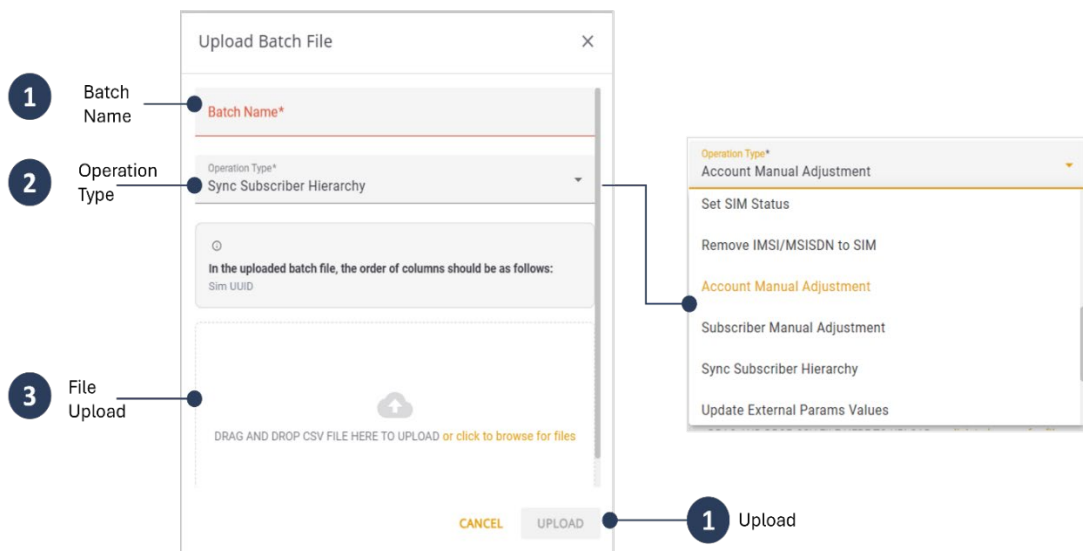 Upload Batch File
1
Batch
Name
Batch Name*
2
Operation
Type
Operation Type*
Sync Subscriber Hierarchy
In the uploaded batch file, the order of columns should be as follows:
Sim UUID
3
File
Upload
DRAG AND DROP CSV FILE HERE TO UPLOAD or click to browse for files
CANCEL
UPLOAD
1
Upload
Operation Type*
Account Manual Adjustment
Set SIM Status
Remove IMSI/MSISDN to SIM
Account Manual Adjustment
Subscriber Manual Adjustment
Sync Subscriber Hierarchy
Update External Params Values